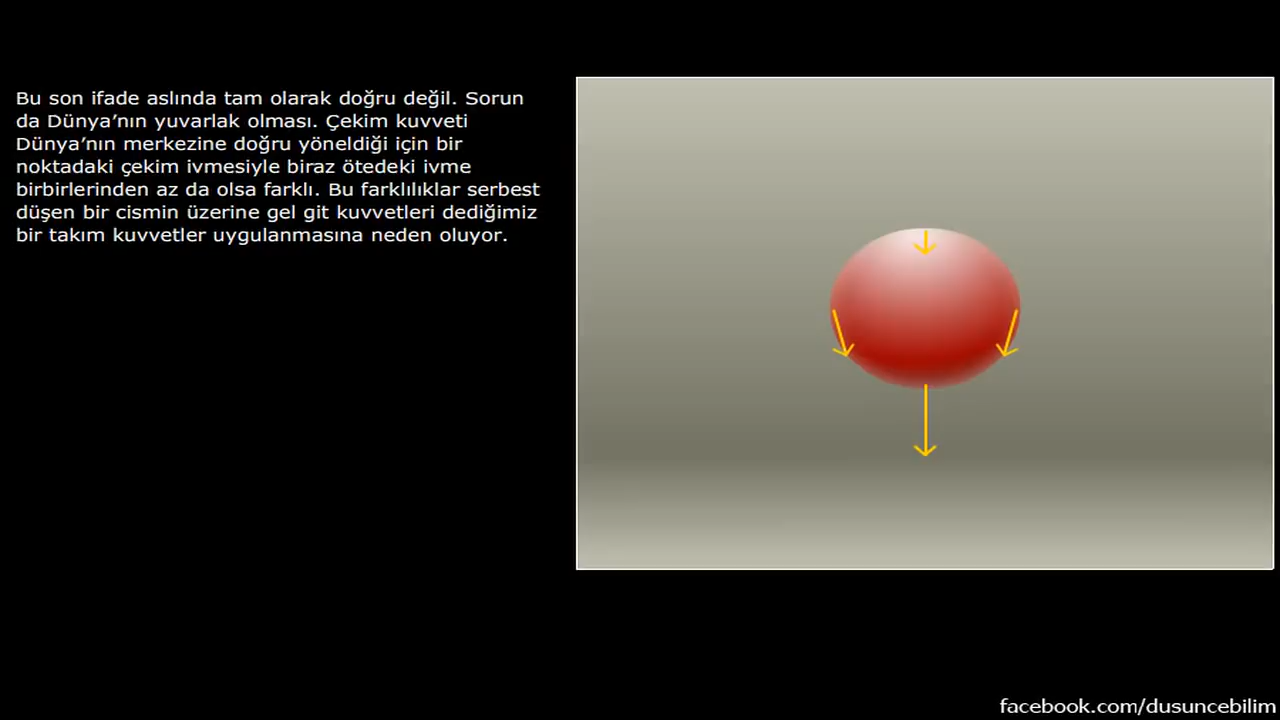 Bu son ifade aslında tam olarak doğru değil. Sorun
da Dünya’nın yuvarlak olması. Çekim kuvveti
Dünya’nın merkezine doğru yöneldiği için bir
noktadaki çekim ivmesiyle biraz ötedeki ivme
birbirlerinden az da olsa farklı. Bu farklılıklar serbest
düşen bir cismin üzerine gel git kuvvetleri dediğimiz
bir takım kuvvetler uygulanmasına neden oluyor.
facebook.com/dusuncebilim